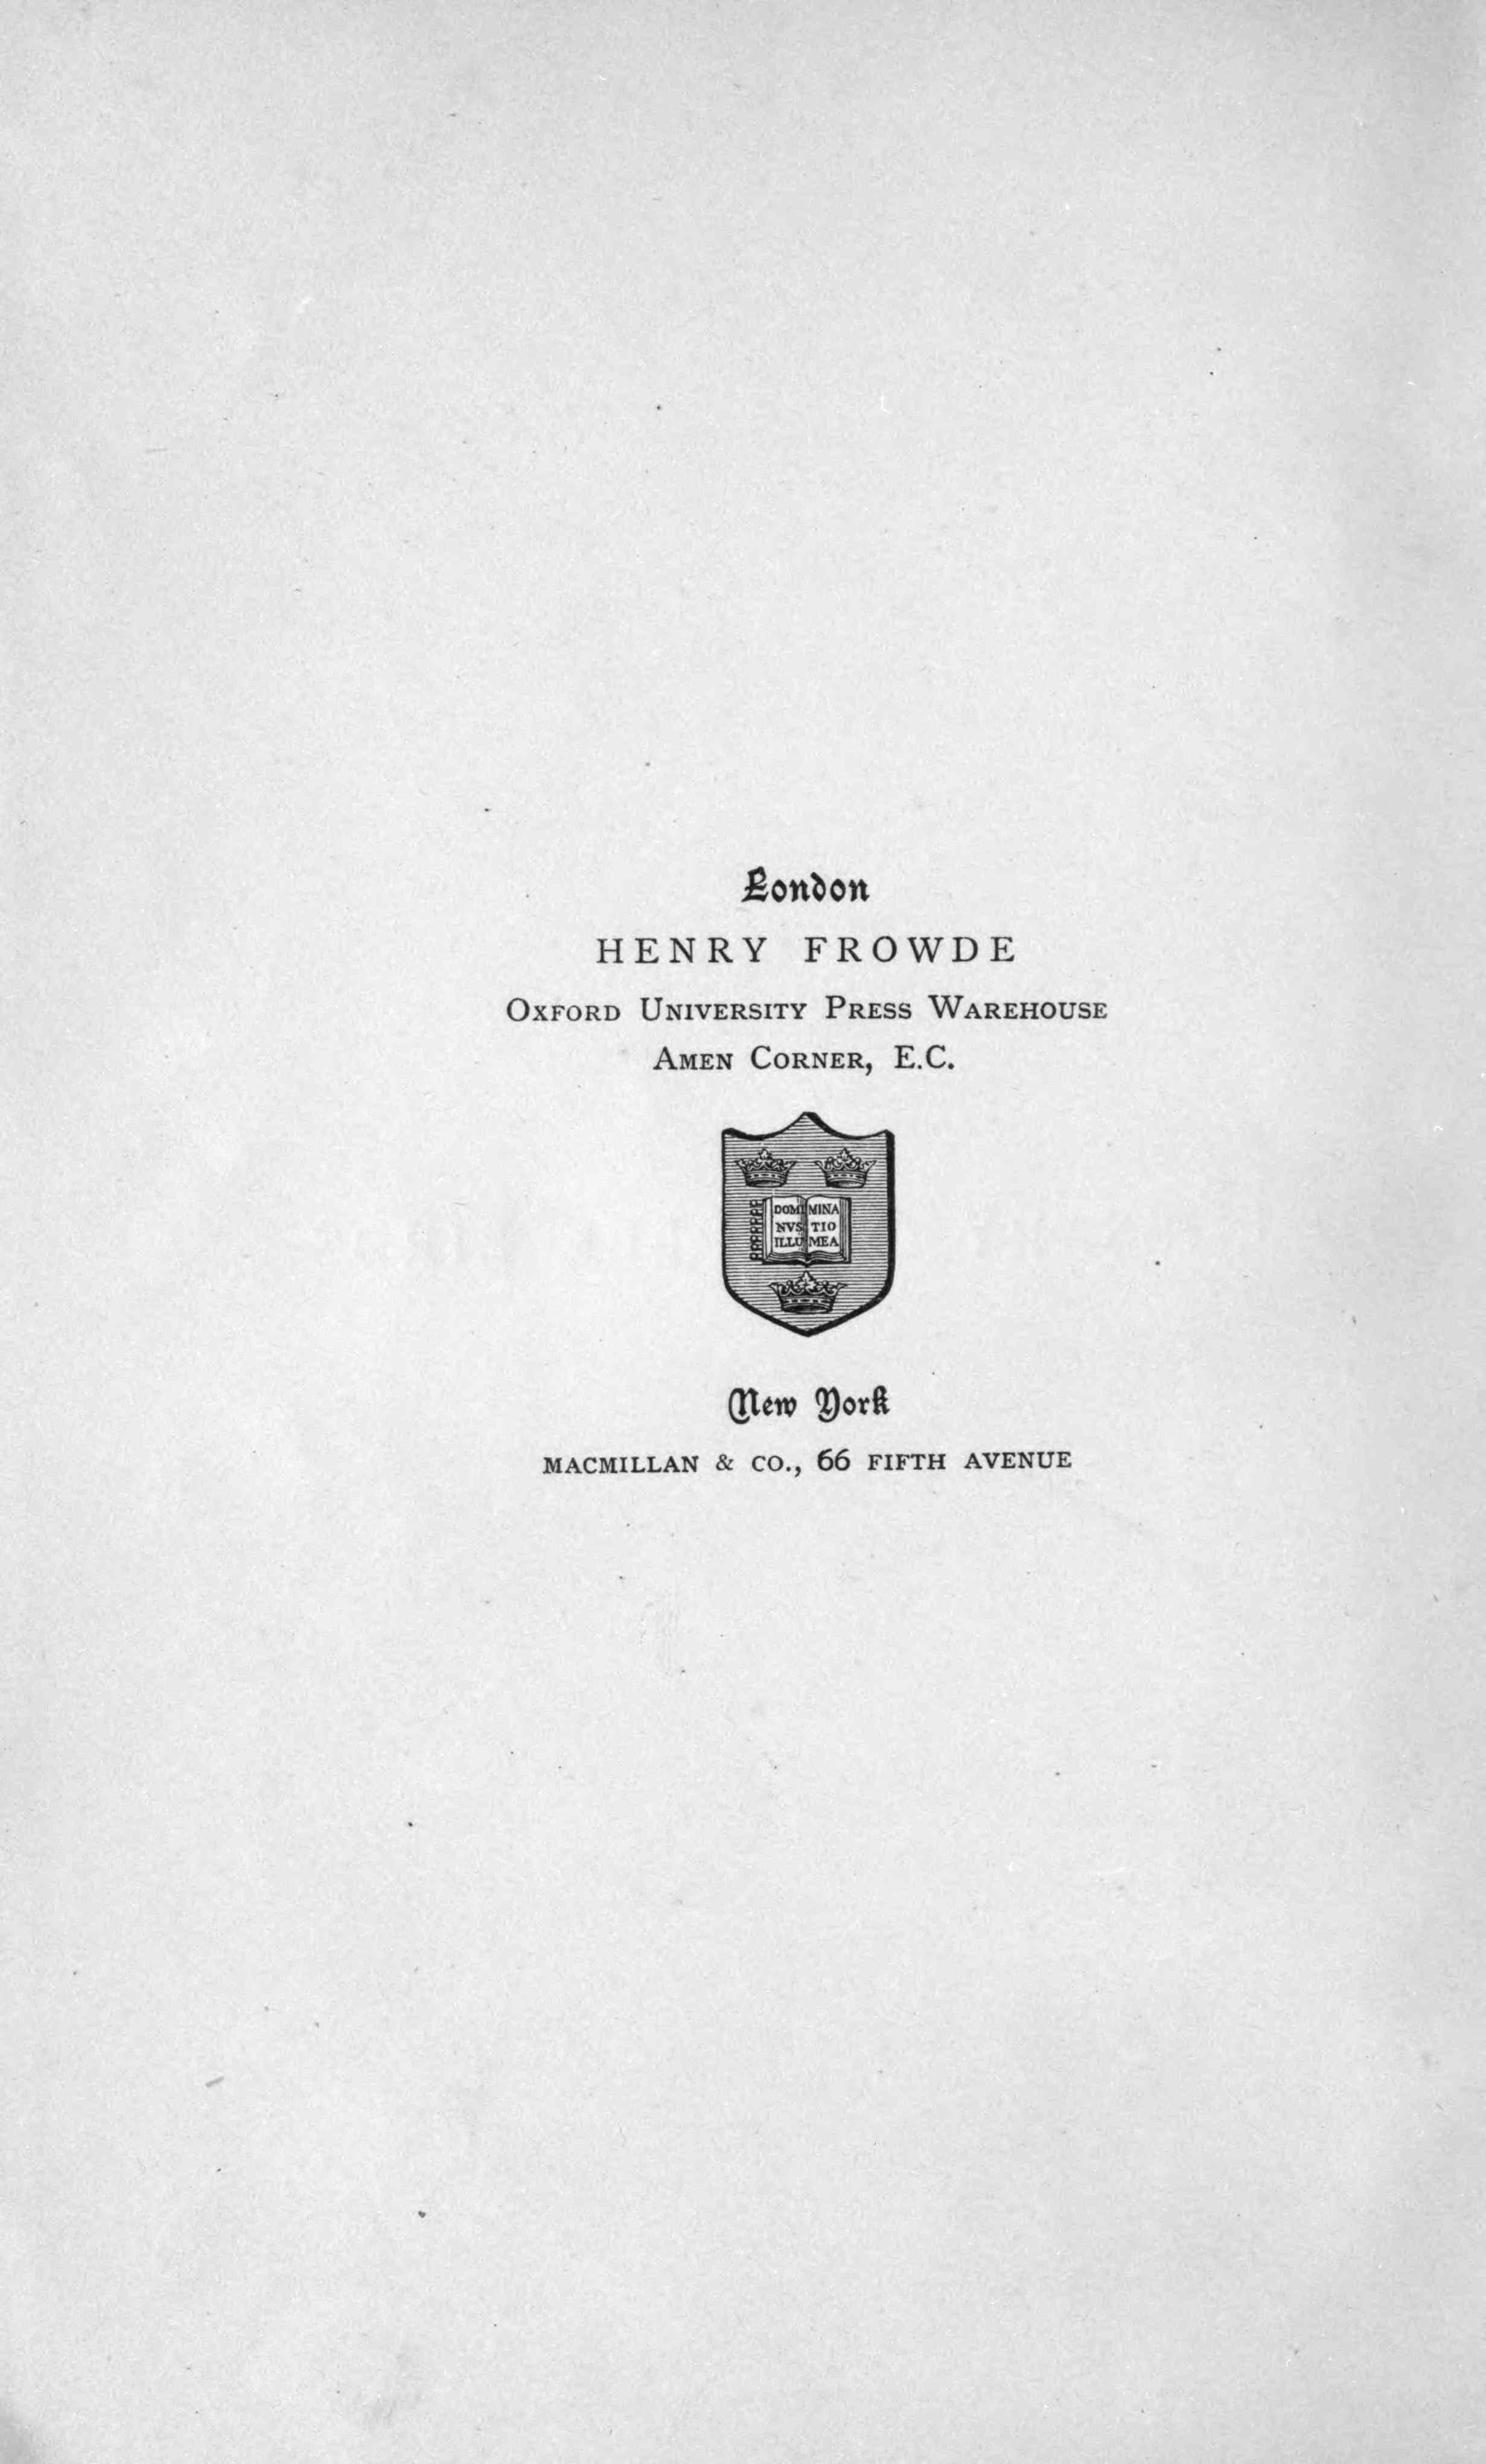 London
HENRY FROWDE
OXFORD UNIVERSITY PRESS WAREHOUSE
AMEN CORNER, E.C.
DOMI MINA
NVS TIO
ILLU MEA
New York
MACMILLAN & CO., 66 FIFTH AVENUE